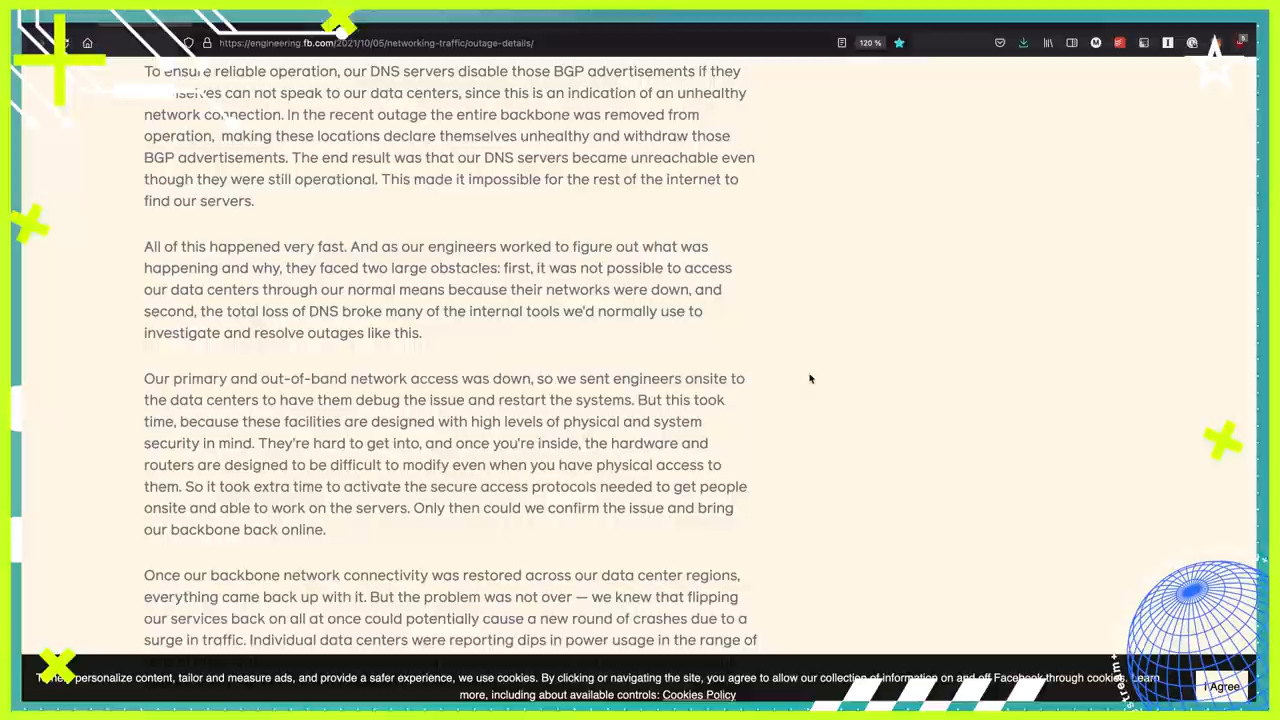 https://engineering.fb.com/2021/10/05/networking-traffic/outage-details/
120 %
To ensure reliable operation, our DNS servers disable those BGP advertisements if they
can not speak to our data centers, since this is an indication of an unhealthy
network connection. In the recent outage the entire backbone was removed from
operation, making these locations declare themselves unhealthy and withdraw those
BGP advertisements. The end result was that our DNS servers became unreachable even
though they were still operational. This made it impossible for the rest of the internet to
find our servers.
All of this happened very fast. And as our engineers worked to figure out what was
happening and why, they faced two large obstacles: first, it was not possible to access
our data centers through our normal means because their networks were down, and
second, the total loss of DNS broke many of the internal tools we'd normally use to
investigate and resolve outages like this.
Our primary and out-of-band network access was down, so we sent engineers onsite to
the data centers to have them debug the issue and restart the systems. But this took
time, because these facilities are designed with high levels of physical and system
security in mind. They're hard to get into, and once you're inside, the hardware and
routers are designed to be difficult to modify even when you have physical access to
them. So it took extra time to activate the secure access protocols needed to get people
onsite and able to work on the servers. Only then could we confirm the issue and bring
our backbone back online.
Once our backbone network connectivity was restored across our data center regions,
everything came back up with it. But the problem was not over — we knew that flipping
our services back on all at once could potentially cause a new round of crashes due to a
surge in traffic. Individual data centers were reporting dips in power usage in the range of
personalize content, tailor and measure ads, and provide a safer experience, we use cookies. By clicking or navigating the site, you agree to allow our collection of information on and off Facebook through cookies. Learn
more, including about available controls: Cookies Policy
I Agree